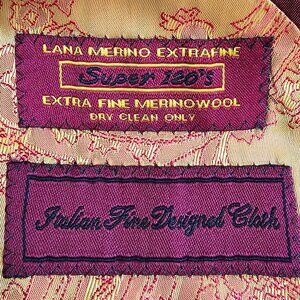 LANA MERINO EXTRAFINE
Super 120's
EXTRA FINE MERINOWOOL
DRY CLEAN ONLY
Italian Fine Designed Cloth